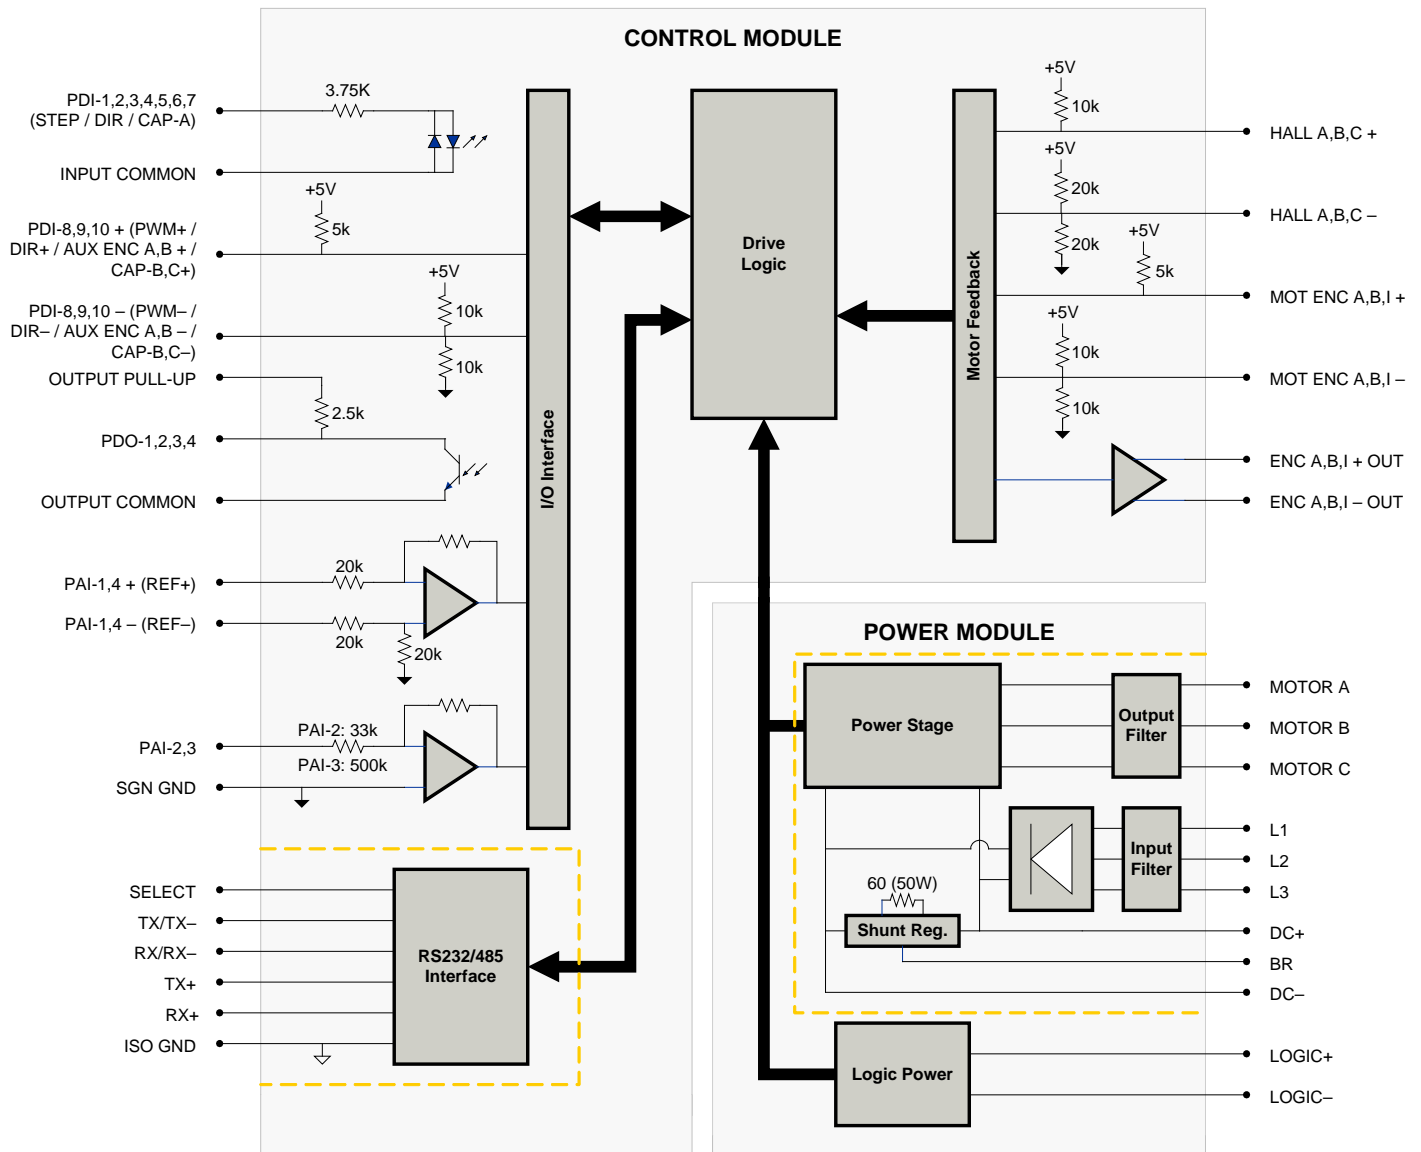 CONTROL MODULE
PDI-1,2,3,4,5,6,7
(STEP / DIR / CAP-A)
3.75K
INPUT COMMON
+5V
5k
PDI-8,9,10 + (PWM+ /
DIR+ / AUX ENC A,B + /
CAP-B,C+)
+5V
10k
10k
PDI-8,9,10 – (PWM– /
DIR– / AUX ENC A,B – /
CAP-B,C–)
OUTPUT PULL-UP
2.5k
PDO-1,2,3,4
OUTPUT COMMON
PAI-1,4 + (REF+)
20k
PAI-1,4 – (REF–)
20k
20k
PAI-2,3
PAI-2: 33k
PAI-3: 500k
SGN GND
I/O Interface
Drive
Logic
Motor Feedback
+5V
10k
HALL A,B,C +
+5V
20k
HALL A,B,C –
20k
+5V
5k
MOT ENC A,B,I +
+5V
10k
MOT ENC A,B,I –
10k
ENC A,B,I + OUT
ENC A,B,I – OUT
SELECT
TX/TX–
RX/RX–
TX+
RX+
ISO GND
RS232/485
Interface
POWER MODULE
Power Stage
Output
Filter
MOTOR A
MOTOR B
MOTOR C
Input
Filter
L1
L2
L3
60 (50W)
Shunt Reg.
DC+
BR
DC–
Logic Power
LOGIC+
LOGIC–